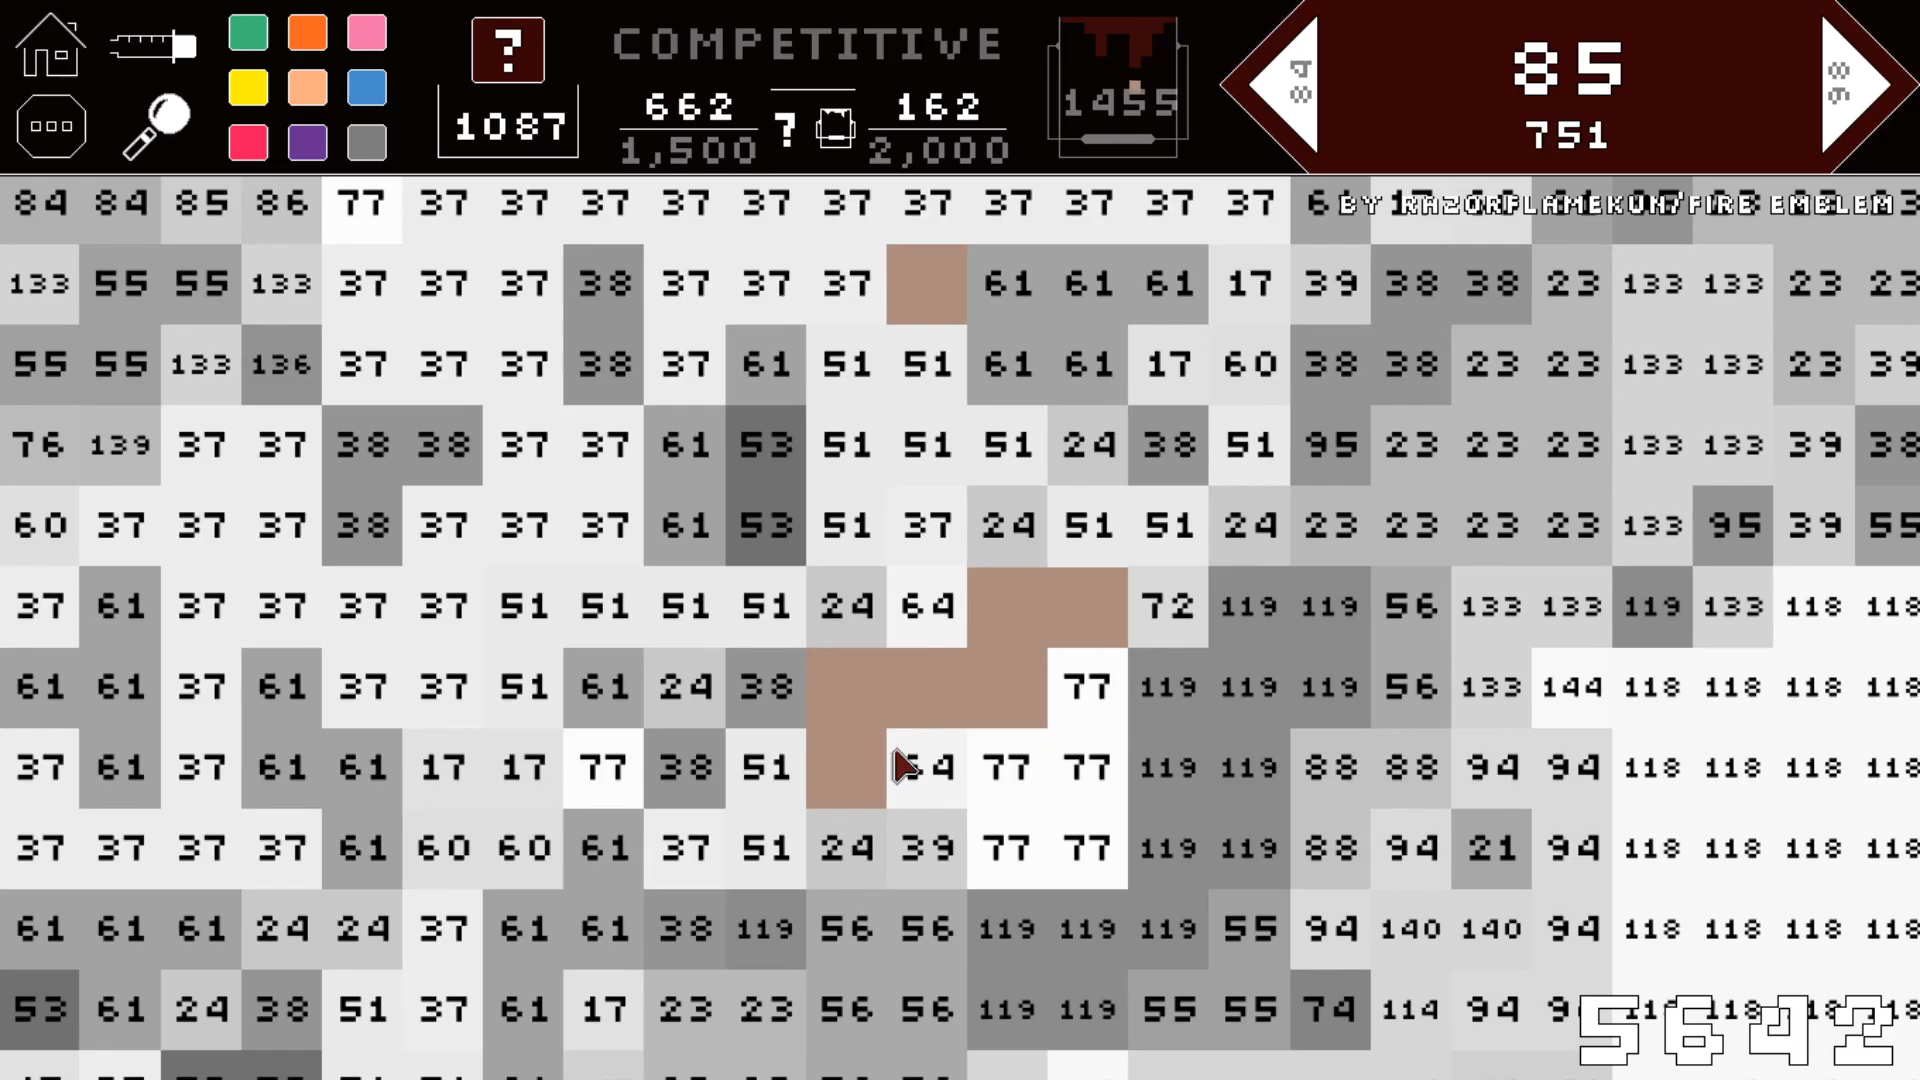 ?
COMPETITIVE
1087
662
1,500
?
162
2,000
1455
84
85
751
86
84 84 85 86 77 37 37 37 37 37 37 37 37 37 37 37
BY RAZORFLAMEKUN/FIRE EMBLEM
133 55 55 133 37 37 37 38 37 37 37 61 61 61 17 39 38 38 23 133 133 23 23
55 55 133 136 37 37 37 38 37 61 51 51 61 61 17 60 38 38 23 23 133 133 23 39
76 139 37 37 38 38 37 37 61 53 51 51 51 24 38 51 95 23 23 23 133 133 39 38
60 37 37 37 38 37 37 37 61 53 51 37 24 51 51 24 23 23 23 23 133 95 39 55
37 61 37 37 37 37 51 51 51 51 24 64 72 119 119 56 133 133 119 133 118 118
61 61 37 61 37 37 51 61 24 38 77 119 119 119 56 133 144 118 118 118 118
37 61 37 61 61 17 17 77 38 51 77 77 119 119 88 88 94 94 118 118 118 118
37 37 37 37 61 60 60 61 37 51 24 39 77 77 119 119 88 94 21 94 118 118 118 118
61 61 61 24 24 37 61 61 38 119 56 56 119 119 119 55 94 140 140 94 118 118 118 118
53 61 24 38 51 37 61 17 23 23 56 56 119 119 55 55 74 114 94
5642